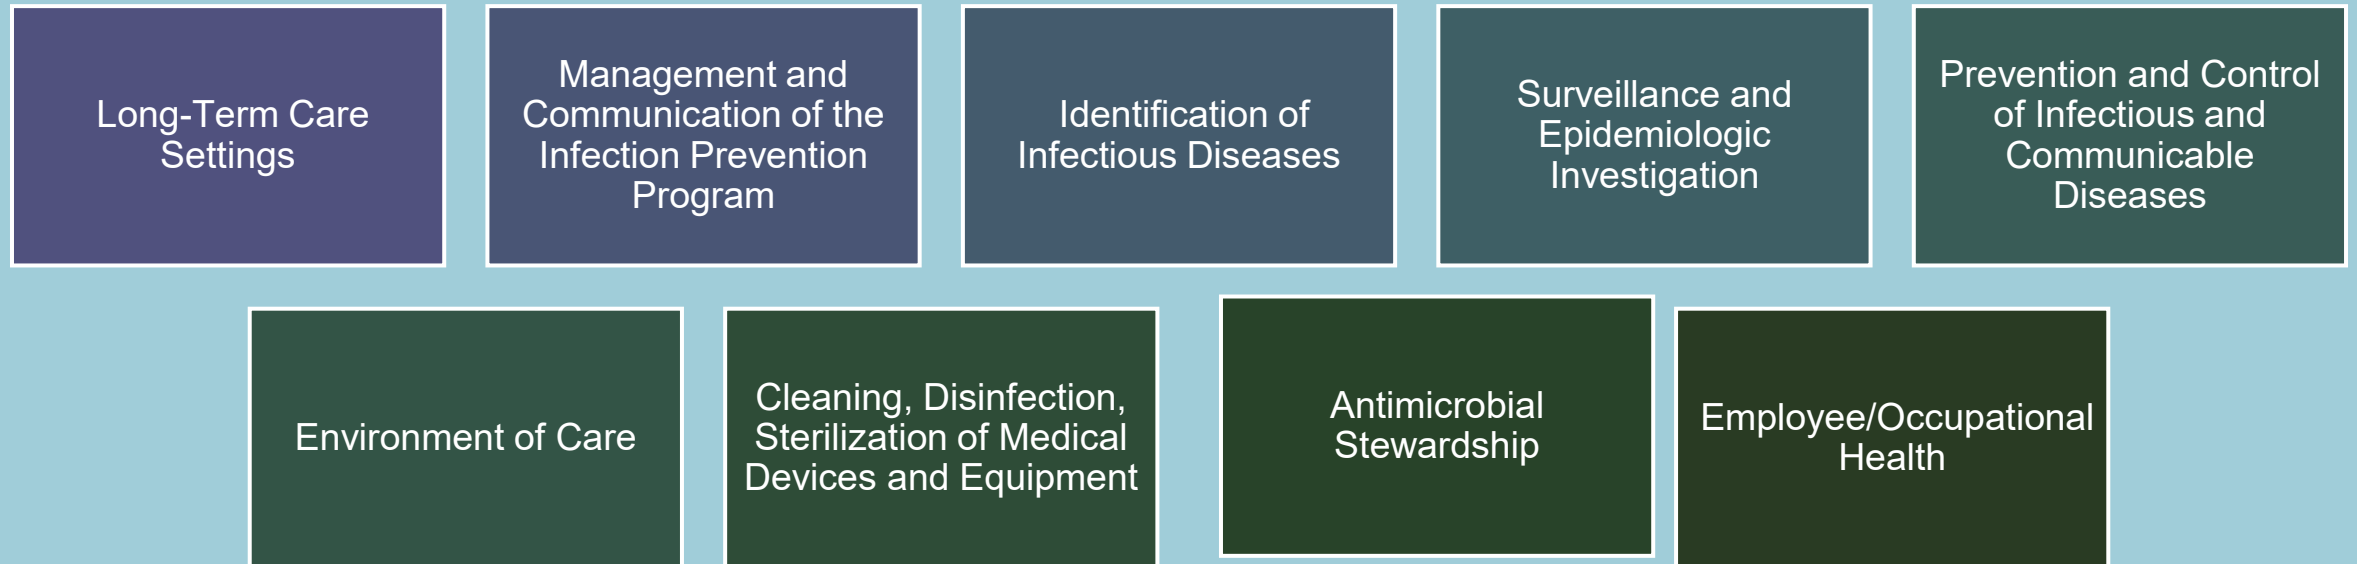 Long-Term Care
Settings
Management and
Communication of the
Infection Prevention
Program
Identification of
Infectious Diseases
Surveillance and
Epidemiologic
Investigation
Prevention and Control
of Infectious and
Communicable
Diseases
Environment of Care
Cleaning, Disinfection,
Sterilization of Medical
Devices and Equipment
Antimicrobial
Stewardship
Employee/Occupational
Health